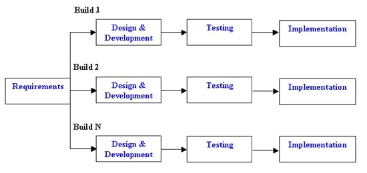 Build 1
Design &
Development
Testing
Implementation
Build 2
Requirements
Design &
Development
Testing
Implementation
Build N
Design &
Development
Testing
Implementation